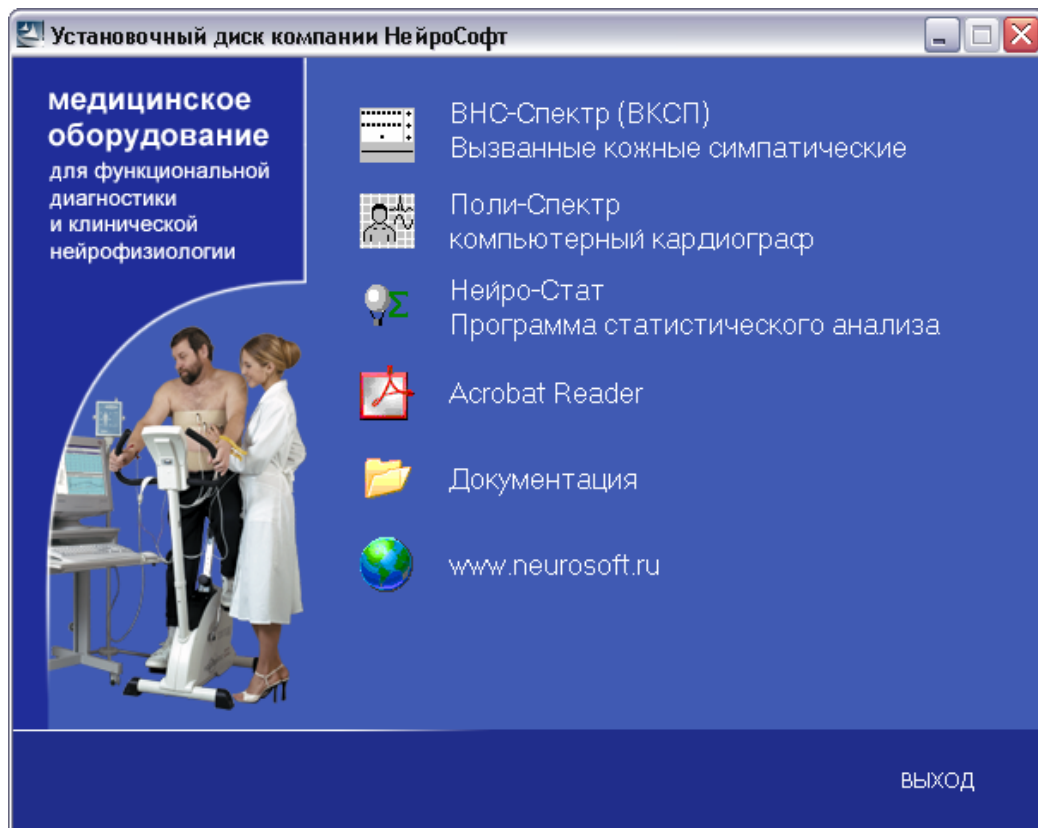 Установочный диск компании НейроСофт
медицинское
оборудование
для функциональной
диагностики
и клинической
нейрофизиологии
ВНС-Спектр (ВКСП)
Вызванные кожные симпатические
Поли-Спектр
компьютерный кардиограф
Нейро-Стат
Программа статистического анализа
Acrobat Reader
Документация
www.neurosoft.ru
ВЫХОД